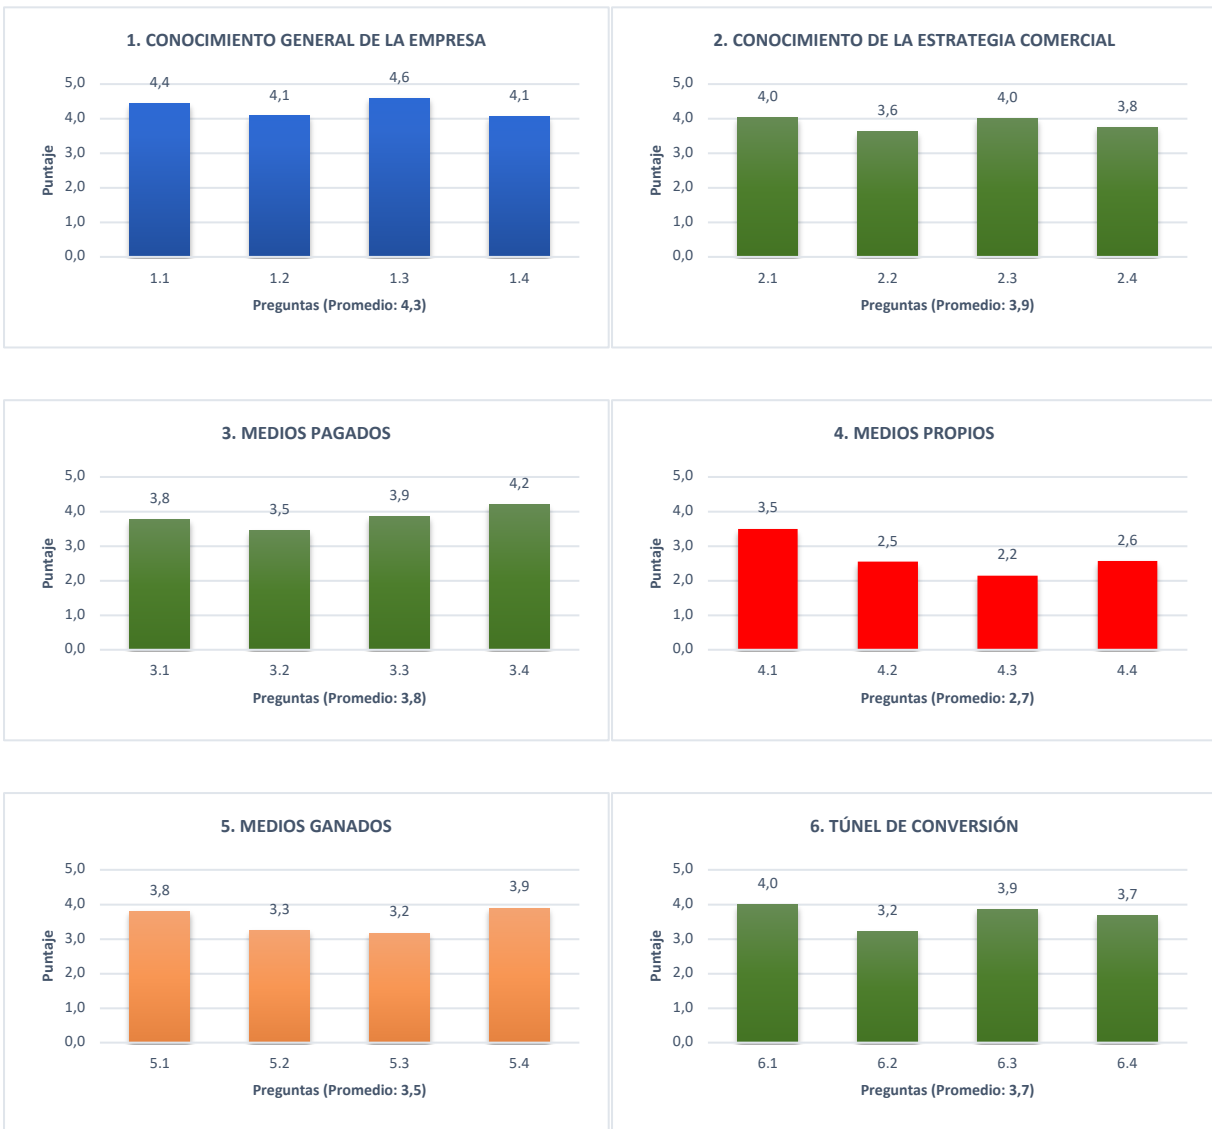 1. CONOCIMIENTO GENERAL DE LA EMPRESA
5,0
4,0
3,0
2,0
1,0
0,0
Puntaje
4,4
4,1
4,6
4,1
1.1 1.2 1.3 1.4
Preguntas (Promedio: 4,3)
2. CONOCIMIENTO DE LA ESTRATEGIA COMERCIAL
5,0
4,0
3,0
2,0
1,0
0,0
Puntaje
4,0
3,6
4,0
3,8
2.1 2.2 2.3 2.4
Preguntas (Promedio: 3,9)
3. MEDIOS PAGADOS
5,0
4,0
3,0
2,0
1,0
0,0
Puntaje
3,8
3,5
3,9
4,2
3.1 3.2 3.3 3.4
Preguntas (Promedio: 3,8)
4. MEDIOS PROPIOS
5,0
4,0
3,0
2,0
1,0
0,0
Puntaje
3,5
2,5
2,2
2,6
4.1 4.2 4.3 4.4
Preguntas (Promedio: 2,7)
5. MEDIOS GANADOS
5,0
4,0
3,0
2,0
1,0
0,0
Puntaje
3,8
3,3
3,2
3,9
5.1 5.2 5.3 5.4
Preguntas (Promedio: 3,5)
6. TÚNEL DE CONVERSIÓN
5,0
4,0
3,0
2,0
1,0
0,0
Puntaje
4,0
3,2
3,9
3,7
6.1 6.2 6.3 6.4
Preguntas (Promedio: 3,7)